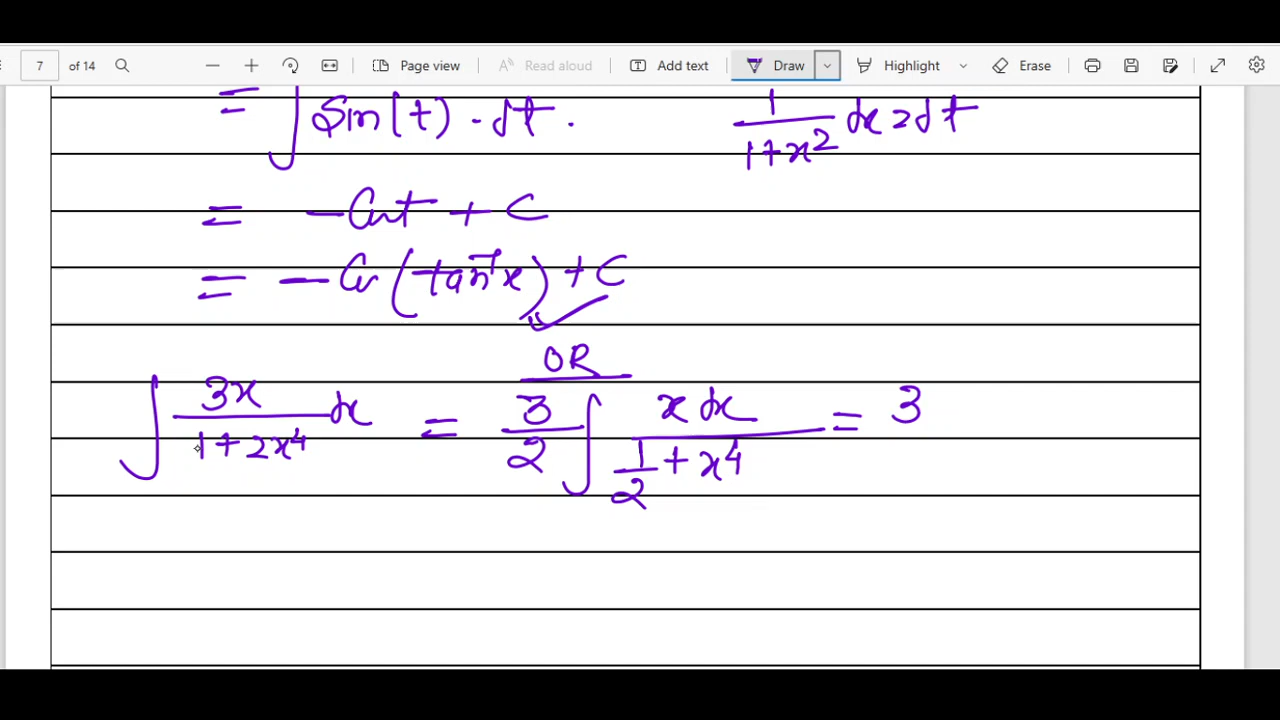 7 of 14 Page view Read aloud Add text Draw Highlight Erase
= ∫ Sin(t) . dt . 1/(1+x²) dx = dt
= - Cos t + C
= - Cos (tan⁻¹x) + C
OR
∫ 3x/(1+2x⁴) dx = 3/2 ∫ x dx/(1/2 + x⁴) = 3